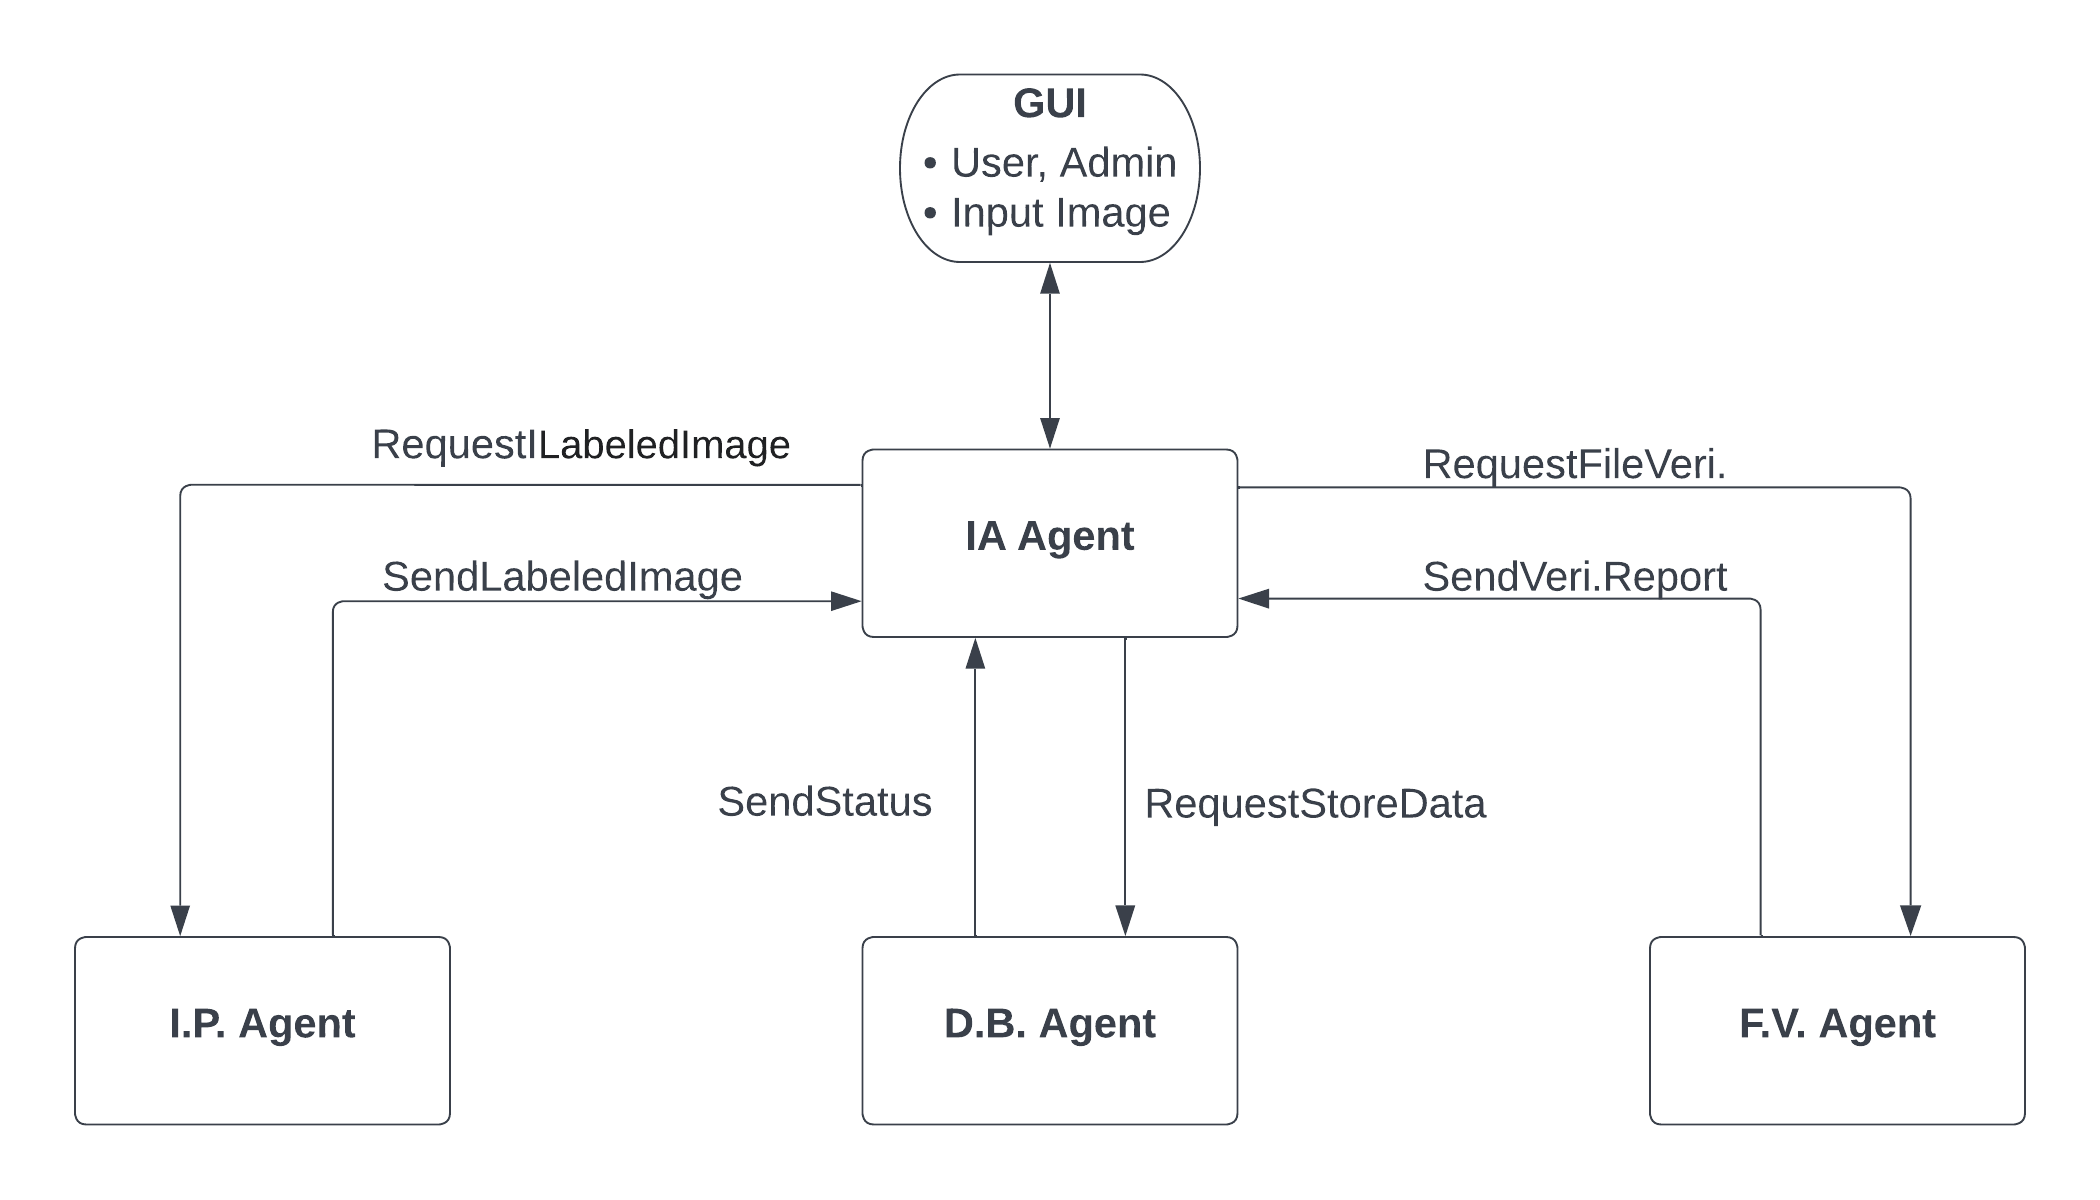 GUI
• User, Admin
• Input Image
RequestILabeledImage
RequestFileVeri.
IA Agent
SendLabeledImage
SendVeri.Report
SendStatus
RequestStoreData
I.P. Agent
D.B. Agent
F.V. Agent